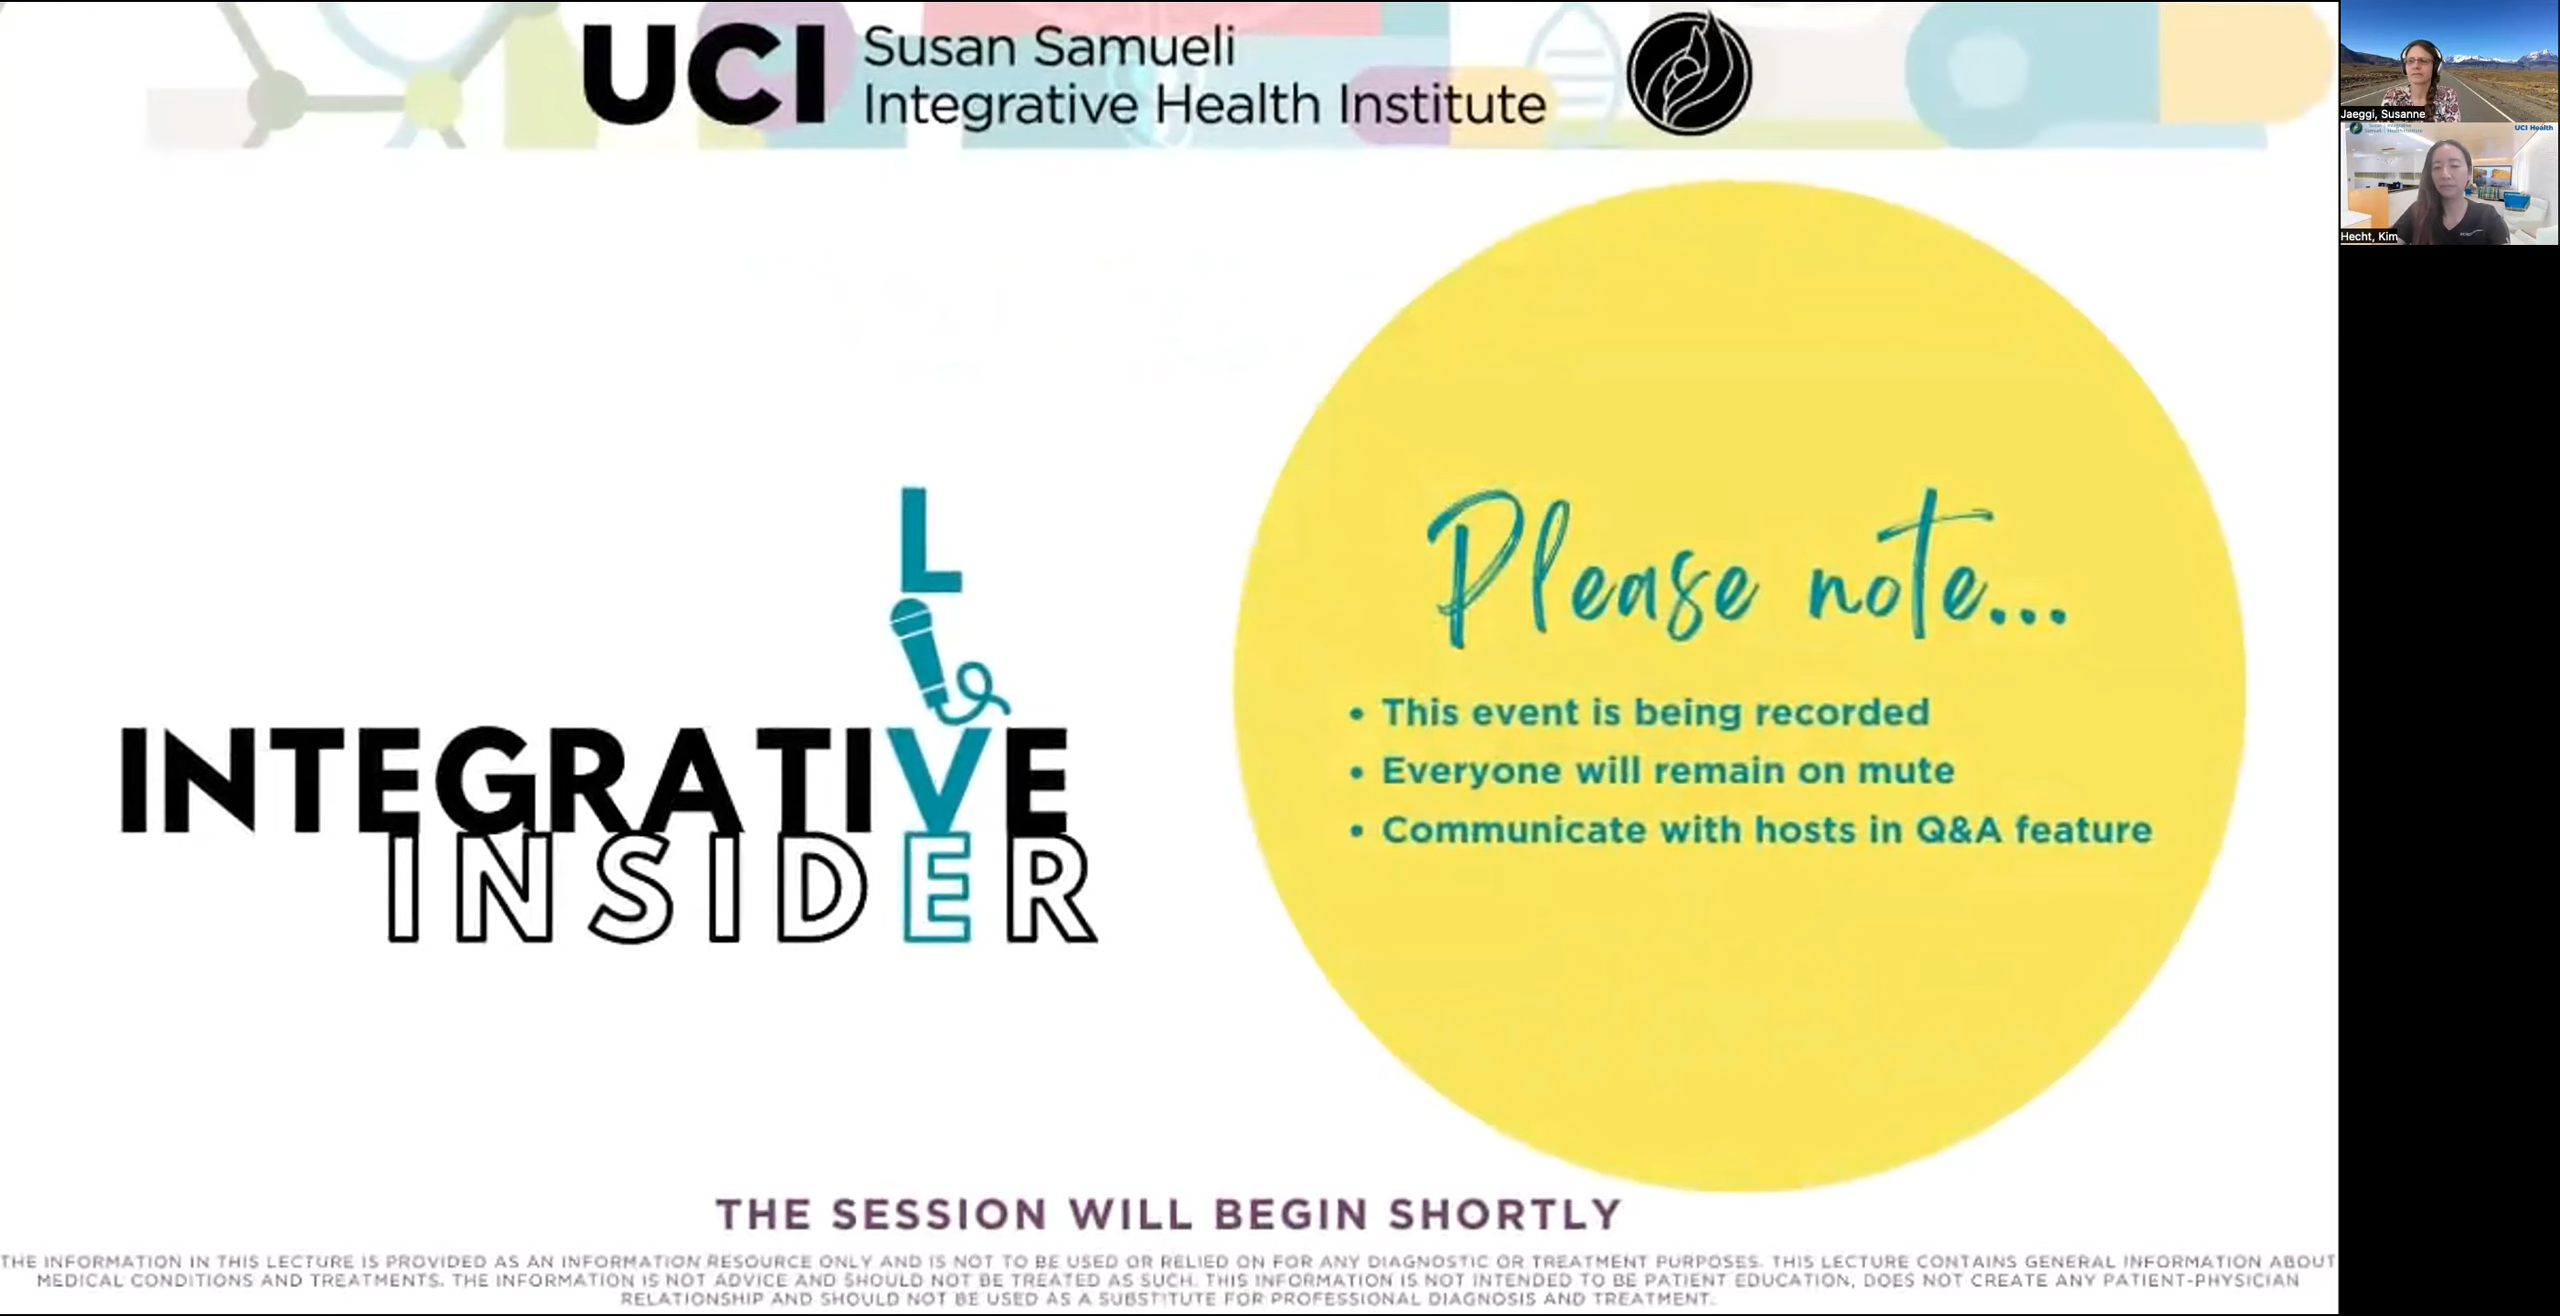 UCI
Susan Samueli
Integrative Health Institute
Jaeggi, Susanne
UCI Health
Hecht, Kim
L
INTEGRATIVE
INSIDER
Please note...
• This event is being recorded
• Everyone will remain on mute
• Communicate with hosts in Q&A feature
THE SESSION WILL BEGIN SHORTLY
THE INFORMATION IN THIS LECTURE IS PROVIDED AS AN INFORMATION RESOURCE ONLY AND IS NOT TO BE USED OR RELIED ON FOR ANY DIAGNOSTIC OR TREATMENT PURPOSES. THIS LECTURE CONTAINS GENERAL INFORMATION ABOUT
MEDICAL CONDITIONS AND TREATMENTS. THE INFORMATION IS NOT ADVICE AND SHOULD NOT BE TREATED AS SUCH. THIS INFORMATION IS NOT INTENDED TO BE PATIENT EDUCATION, DOES NOT CREATE ANY PATIENT-PHYSICIAN
RELATIONSHIP AND SHOULD NOT BE USED AS A SUBSTITUTE FOR PROFESSIONAL DIAGNOSIS AND TREATMENT.